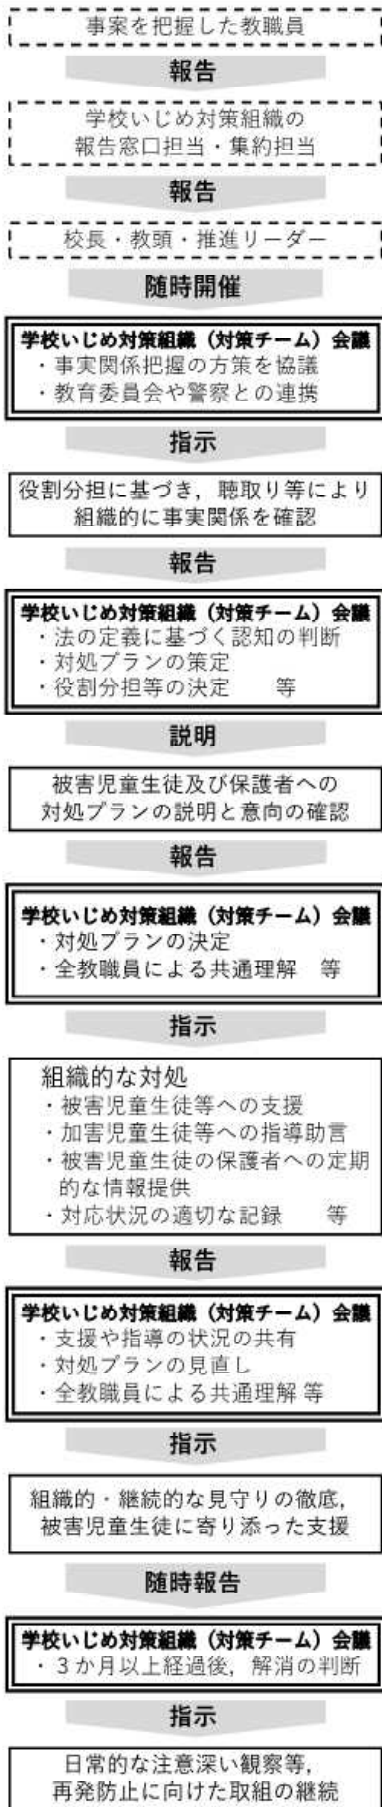 事案を把握した教職員
報告
学校いじめ対策組織の
報告窓口担当・集約担当
報告
校長・教頭・推進リーダー
随時開催
学校いじめ対策組織（対策チーム）会議
・事実関係把握の方策を協議
・教育委員会や警察との連携
指示
役割分担に基づき，聴取り等により
組織的に事実関係を確認
報告
学校いじめ対策組織（対策チーム）会議
・法の定義に基づく認知の判断
・対処プランの策定
・役割分担等の決定　　等
説明
被害児童生徒及び保護者への
対処プランの説明と意向の確認
報告
学校いじめ対策組織（対策チーム）会議
・対処プランの決定
・全教職員による共通理解　等
指示
組織的な対処
・被害児童生徒等への支援
・加害児童生徒等への指導助言
・被害児童生徒の保護者への定期
的な情報提供
・対応状況の適切な記録　　等
報告
学校いじめ対策組織（対策チーム）会議
・支援や指導の状況の共有
・対処プランの見直し
・全教職員による共通理解 等
指示
組織的・継続的な見守りの徹底，
被害児童生徒に寄り添った支援
随時報告
学校いじめ対策組織（対策チーム）会議
・３か月以上経過後，解消の判断
指示
日常的な注意深い観察等，
再発防止に向けた取組の継続